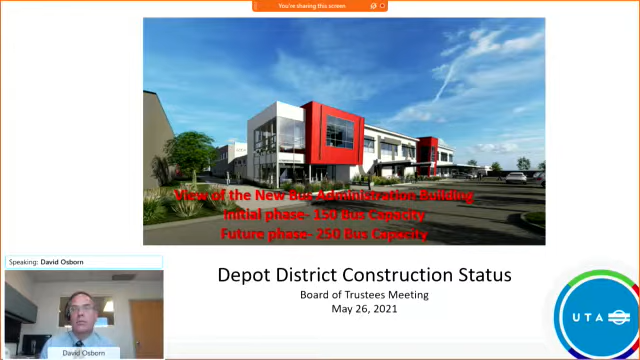 You're sharing this screen
View of the New Bus Administration Building
Initial phase- 150 Bus Capacity
Future phase- 250 Bus Capacity
Speaking: David Osborn
Depot District Construction Status
Board of Trustees Meeting
May 26, 2021
David Osborn
UTA